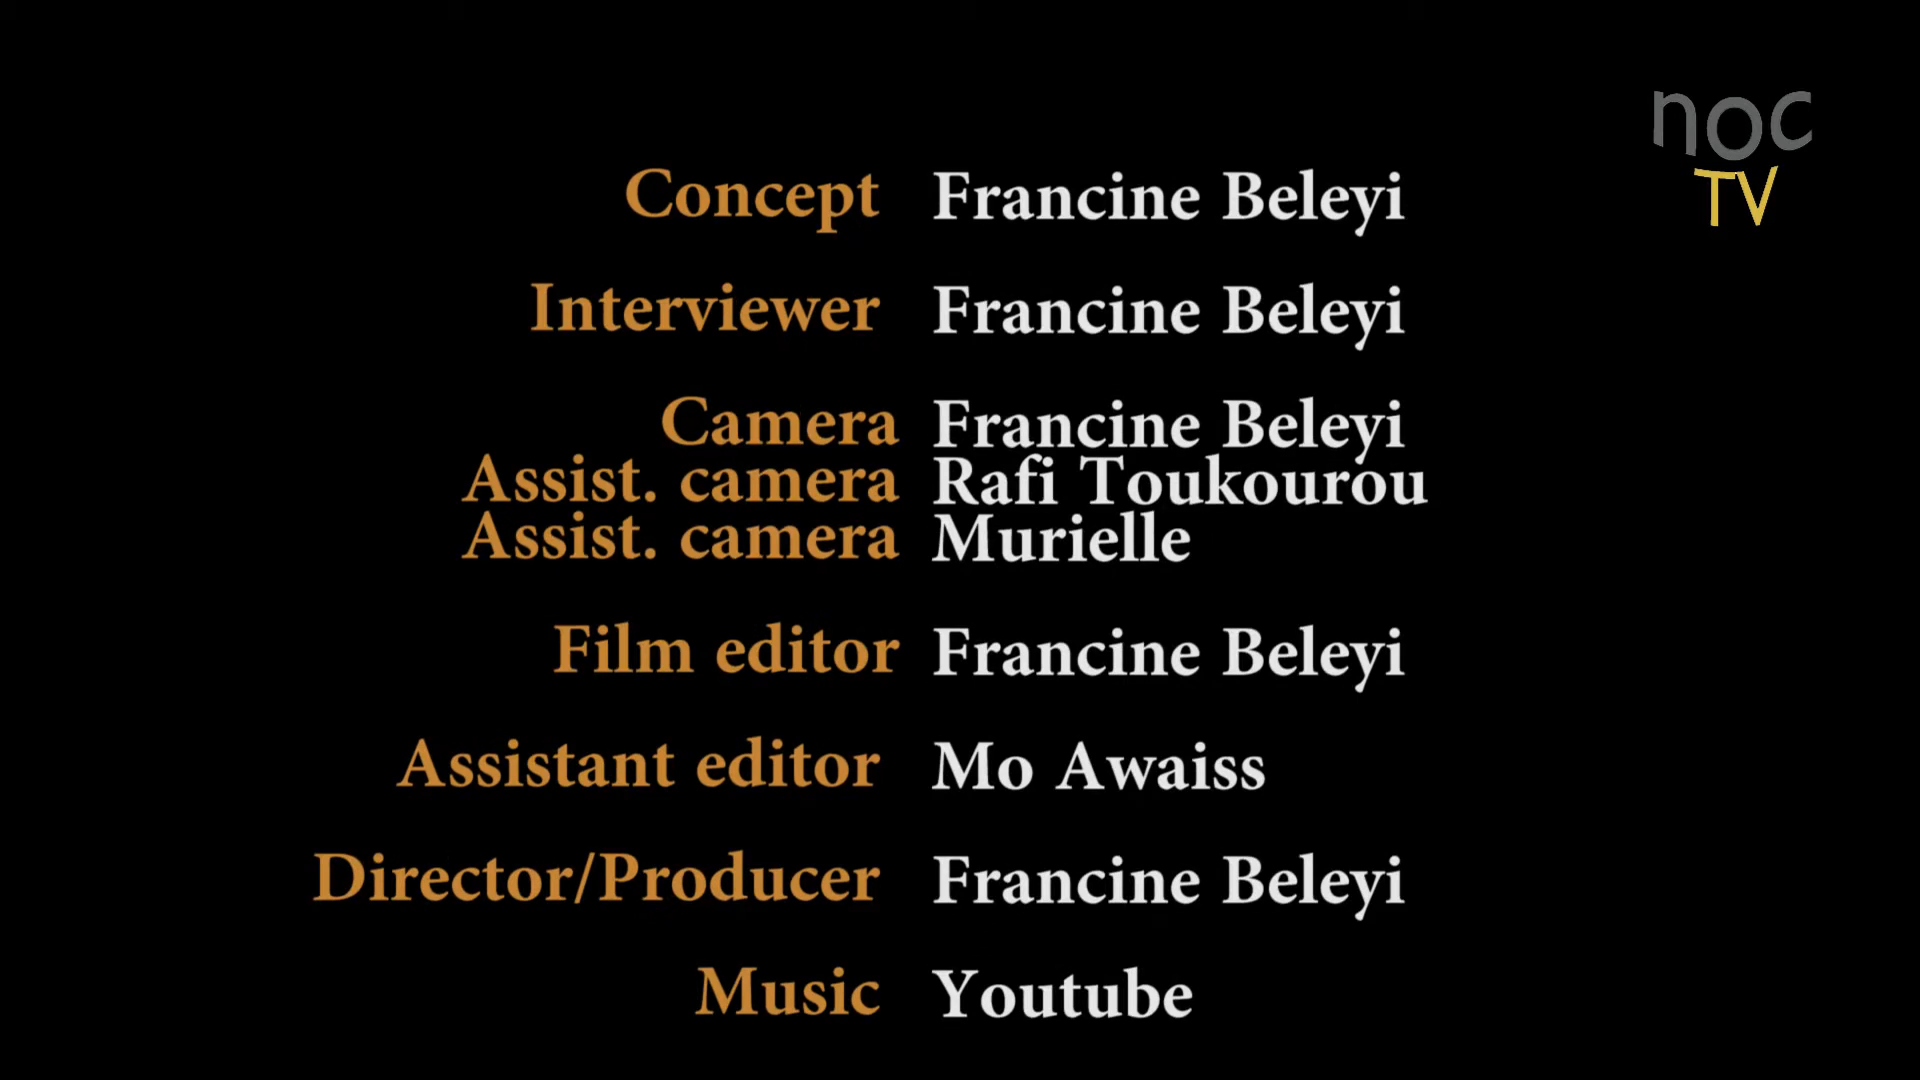 noc
TV
Concept Francine Beleyi
Interviewer Francine Beleyi
Camera Francine Beleyi
Assist. camera Rafi Toukourou
Assist. camera Murielle
Film editor Francine Beleyi
Assistant editor Mo Awaiss
Director/Producer Francine Beleyi
Music Youtube